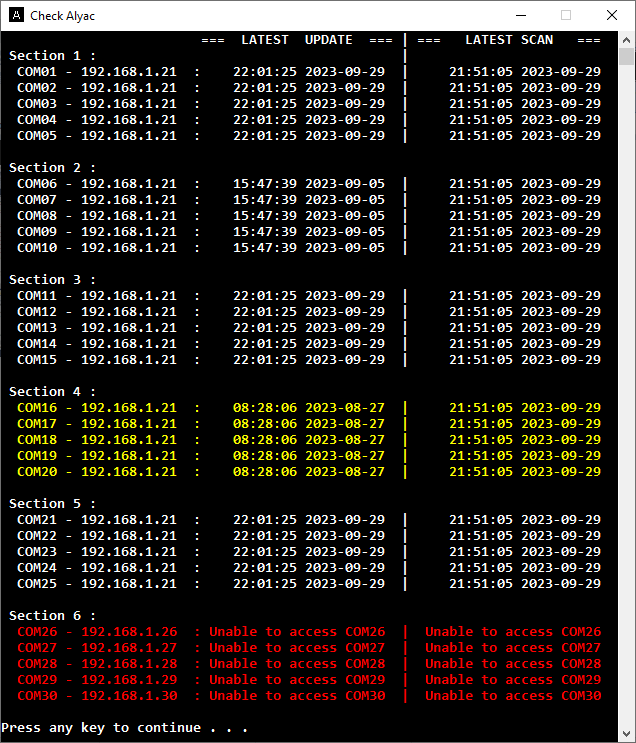 Check Alyac
=== LATEST UPDATE === | === LATEST SCAN ===
Section 1 : |
COM01 - 192.168.1.21 : 22:01:25 2023-09-29 | 21:51:05 2023-09-29
COM02 - 192.168.1.21 : 22:01:25 2023-09-29 | 21:51:05 2023-09-29
COM03 - 192.168.1.21 : 22:01:25 2023-09-29 | 21:51:05 2023-09-29
COM04 - 192.168.1.21 : 22:01:25 2023-09-29 | 21:51:05 2023-09-29
COM05 - 192.168.1.21 : 22:01:25 2023-09-29 | 21:51:05 2023-09-29
Section 2 :
COM06 - 192.168.1.21 : 15:47:39 2023-09-05 | 21:51:05 2023-09-29
COM07 - 192.168.1.21 : 15:47:39 2023-09-05 | 21:51:05 2023-09-29
COM08 - 192.168.1.21 : 15:47:39 2023-09-05 | 21:51:05 2023-09-29
COM09 - 192.168.1.21 : 15:47:39 2023-09-05 | 21:51:05 2023-09-29
COM10 - 192.168.1.21 : 15:47:39 2023-09-05 | 21:51:05 2023-09-29
Section 3 :
COM11 - 192.168.1.21 : 22:01:25 2023-09-29 | 21:51:05 2023-09-29
COM12 - 192.168.1.21 : 22:01:25 2023-09-29 | 21:51:05 2023-09-29
COM13 - 192.168.1.21 : 22:01:25 2023-09-29 | 21:51:05 2023-09-29
COM14 - 192.168.1.21 : 22:01:25 2023-09-29 | 21:51:05 2023-09-29
COM15 - 192.168.1.21 : 22:01:25 2023-09-29 | 21:51:05 2023-09-29
Section 4 :
COM16 - 192.168.1.21 : 08:28:06 2023-08-27 | 21:51:05 2023-09-29
COM17 - 192.168.1.21 : 08:28:06 2023-08-27 | 21:51:05 2023-09-29
COM18 - 192.168.1.21 : 08:28:06 2023-08-27 | 21:51:05 2023-09-29
COM19 - 192.168.1.21 : 08:28:06 2023-08-27 | 21:51:05 2023-09-29
COM20 - 192.168.1.21 : 08:28:06 2023-08-27 | 21:51:05 2023-09-29
Section 5 :
COM21 - 192.168.1.21 : 22:01:25 2023-09-29 | 21:51:05 2023-09-29
COM22 - 192.168.1.21 : 22:01:25 2023-09-29 | 21:51:05 2023-09-29
COM23 - 192.168.1.21 : 22:01:25 2023-09-29 | 21:51:05 2023-09-29
COM24 - 192.168.1.21 : 22:01:25 2023-09-29 | 21:51:05 2023-09-29
COM25 - 192.168.1.21 : 22:01:25 2023-09-29 | 21:51:05 2023-09-29
Section 6 :
COM26 - 192.168.1.26 : Unable to access COM26 | Unable to access COM26
COM27 - 192.168.1.27 : Unable to access COM27 | Unable to access COM27
COM28 - 192.168.1.28 : Unable to access COM28 | Unable to access COM28
COM29 - 192.168.1.29 : Unable to access COM29 | Unable to access COM29
COM30 - 192.168.1.30 : Unable to access COM30 | Unable to access COM30
Press any key to continue . . .